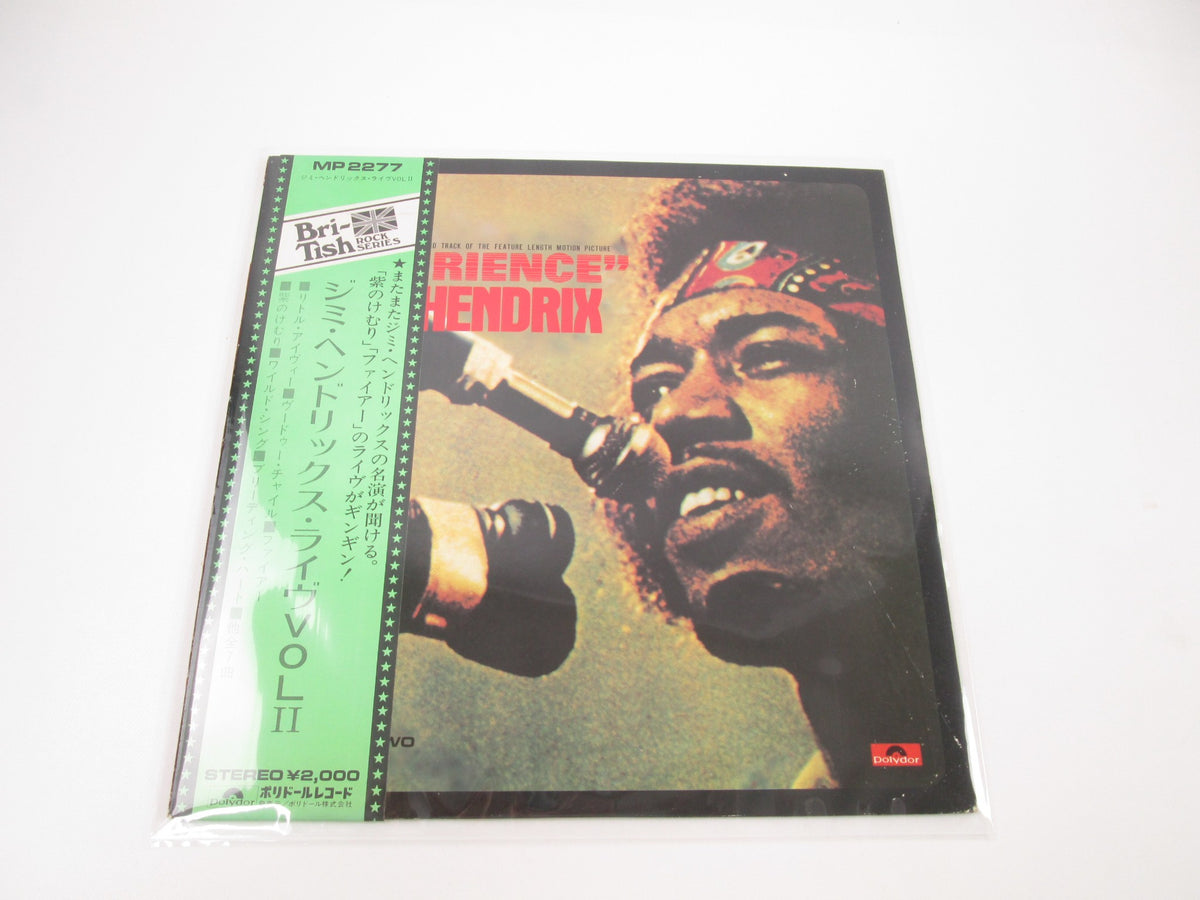 MP 2277
ジミ・ヘンドリックス・ライヴVOL II
Bri-
Tish
ROCK
SERIES
★またまたジミ・ヘンドリックスの名演が聞ける。
「紫のけむり」「ファイアー」のライヴがギンギン!
ジミ・ヘンドリックス・ライヴVOL II
■リトル・アイヴィー■ヴードゥー・チャイル■ファイアー
■紫のけむり■ワイルド・シング■ブリーディング・ハート■他全7曲
STEREO ¥2,000
Polydor
ポリドールレコード
ポリドール株式会社
D TRACK OF THE FEATURE LENGTH MOTION PICTURE
RIENCE"
HENDRIX
WO
Polydor